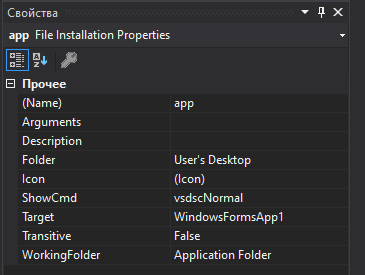 Свойства
app File Installation Properties
Прочее
(Name) app
Arguments
Description
Folder User's Desktop
Icon (Icon)
ShowCmd vsdscNormal
Target WindowsFormsApp1
Transitive False
WorkingFolder Application Folder